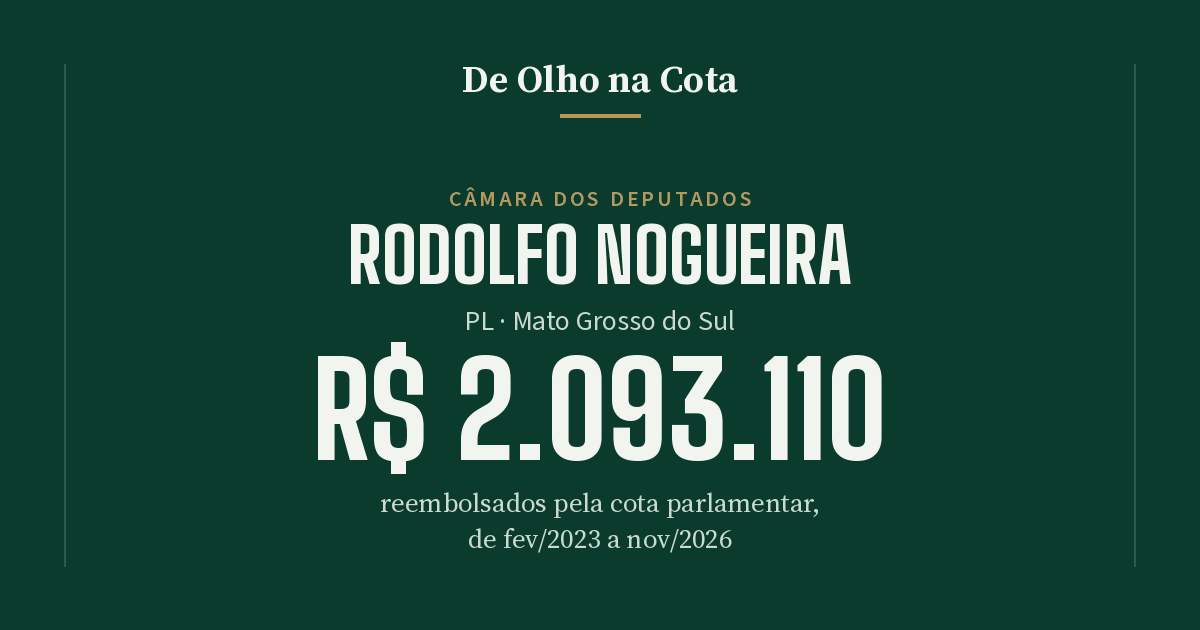 De Olho na Cota
CÂMARA DOS DEPUTADOS
RODOLFO NOGUEIRA
PL · Mato Grosso do Sul
R$ 2.093.110
reembolsados pela cota parlamentar,
de fev/2023 a nov/2026